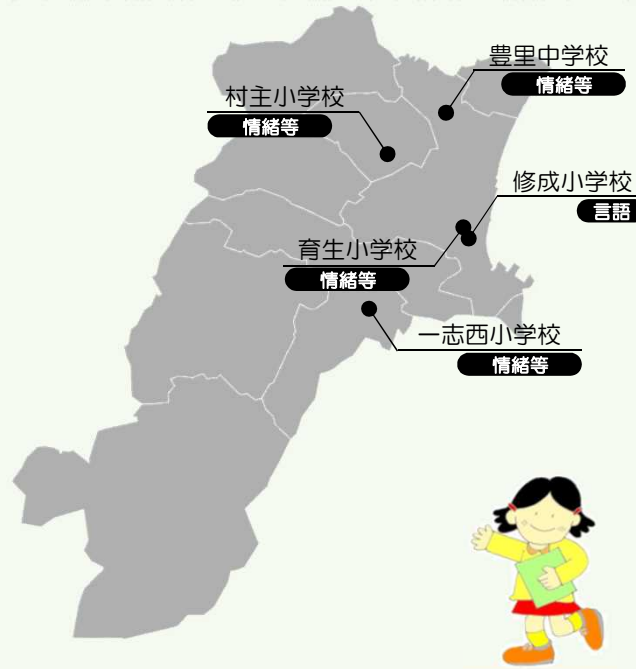 豊里中学校
情緒等
村主小学校
情緒等
修成小学校
言語
育生小学校
情緒等
一志西小学校
情緒等